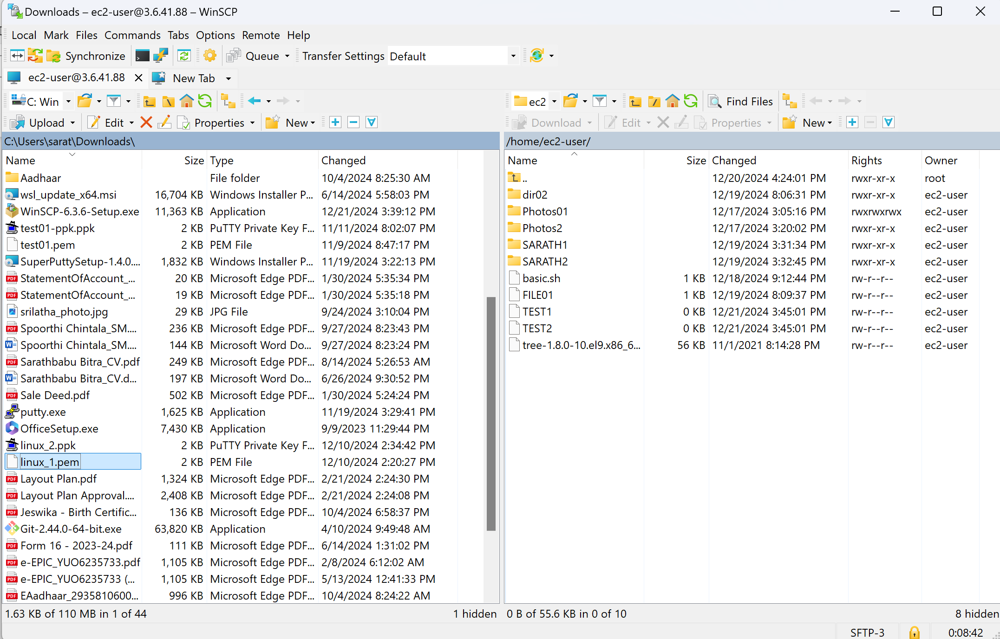 Downloads – ec2-user@3.6.41.88 – WinSCP
Local Mark Files Commands Tabs Options Remote Help
Synchronize Queue Transfer Settings Default
ec2-user@3.6.41.88 New Tab
C: Win
ec2 Find Files
Upload Edit Properties New
Download Edit Properties New
C:\Users\sarat\Downloads\
Name Size Type Changed
Aadhaar File folder 10/4/2024 8:25:30 AM
wsl_update_x64.msi 16,704 KB Windows Installer P... 6/14/2024 5:58:03 PM
WinSCP-6.3.6-Setup.exe 11,363 KB Application 12/21/2024 3:39:12 PM
test01-ppk.ppk 2 KB PuTTY Private Key F... 11/11/2024 8:02:07 PM
test01.pem 2 KB PEM File 11/9/2024 8:47:17 PM
SuperPuttySetup-1.4.0.... 1,832 KB Windows Installer P... 11/19/2024 3:22:13 PM
StatementOfAccount_... 20 KB Microsoft Edge PDF... 1/30/2024 5:35:34 PM
StatementOfAccount_... 19 KB Microsoft Edge PDF... 1/30/2024 5:35:18 PM
srilatha_photo.jpg 29 KB JPG File 9/24/2024 3:10:04 PM
Spoorthi Chintala_SM.... 236 KB Microsoft Edge PDF... 9/27/2024 8:23:43 PM
Spoorthi Chintala_SM.... 144 KB Microsoft Word Do... 9/27/2024 8:23:24 PM
Sarathbabu Bitra_CV.pdf 249 KB Microsoft Edge PDF... 8/14/2024 5:26:53 AM
Sarathbabu Bitra_CV.d... 197 KB Microsoft Word Do... 6/26/2024 9:30:52 PM
Sale Deed.pdf 502 KB Microsoft Edge PDF... 1/30/2024 5:24:24 PM
putty.exe 1,625 KB Application 11/19/2024 3:29:41 PM
OfficeSetup.exe 7,430 KB Application 9/9/2023 11:29:44 PM
linux_2.ppk 2 KB PuTTY Private Key F... 12/10/2024 2:34:42 PM
linux_1.pem 2 KB PEM File 12/10/2024 2:20:27 PM
Layout Plan.pdf 1,324 KB Microsoft Edge PDF... 2/21/2024 2:24:30 PM
Layout Plan Approval.... 2,408 KB Microsoft Edge PDF... 2/21/2024 2:24:08 PM
Jeswika - Birth Certific... 136 KB Microsoft Edge PDF... 10/4/2024 6:58:37 PM
Git-2.44.0-64-bit.exe 63,820 KB Application 4/10/2024 9:49:48 AM
Form 16 - 2023-24.pdf 111 KB Microsoft Edge PDF... 6/14/2024 1:31:02 PM
e-EPIC_YUO6235733.pdf 1,105 KB Microsoft Edge PDF... 2/8/2024 6:12:02 AM
e-EPIC_YUO6235733 (... 1,105 KB Microsoft Edge PDF... 5/13/2024 12:41:33 PM
EAadhaar_2935810600... 996 KB Microsoft Edge PDF... 10/4/2024 8:24:22 AM
1.63 KB of 110 MB in 1 of 44 1 hidden
/home/ec2-user/
Name Size Changed Rights Owner
.. 12/20/2024 4:24:01 PM rwxr-xr-x root
dir02 12/19/2024 8:06:31 PM rwxr-xr-x ec2-user
Photos01 12/17/2024 3:05:16 PM rwxrwxrwx ec2-user
Photos2 12/17/2024 3:20:02 PM rwxr-xr-x ec2-user
SARATH1 12/19/2024 3:31:34 PM rwxr-xr-x ec2-user
SARATH2 12/19/2024 3:32:45 PM rwxr-xr-x ec2-user
basic.sh 1 KB 12/18/2024 9:12:44 PM rw-r--r-- ec2-user
FILE01 1 KB 12/19/2024 8:09:37 PM rw-r--r-- ec2-user
TEST1 0 KB 12/21/2024 3:45:01 PM rw-r--r-- ec2-user
TEST2 0 KB 12/21/2024 3:45:01 PM rw-r--r-- ec2-user
tree-1.8.0-10.el9.x86_6... 56 KB 11/1/2021 8:14:28 PM rw-r--r-- ec2-user
0 B of 55.6 KB in 0 of 10 8 hidden
SFTP-3 0:08:42